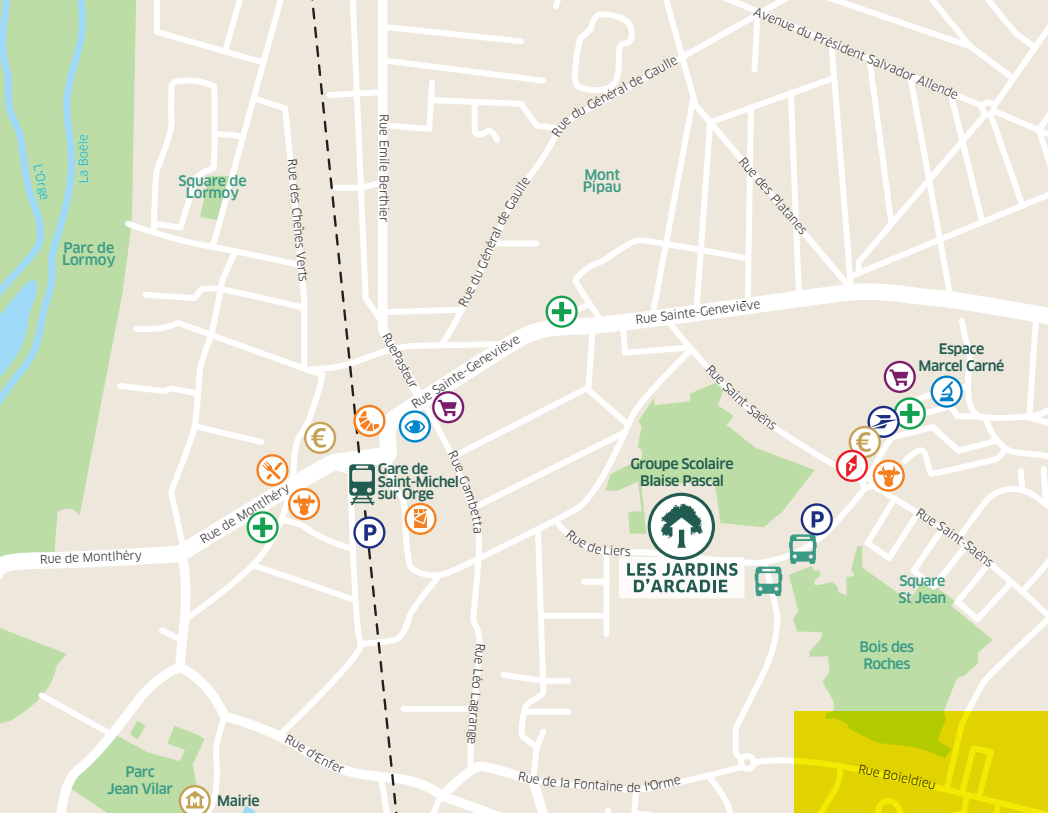 Avenue du Président Salvador Allende
Rue du Général de Gaulle
Rue Emile Berthier
L'Orge
La Boële
Rue des Chênes Verts
Square de
Lormoy
Mont
Pipau
Rue des Platanes
Rue du Général de Gaulle
Parc de
Lormoy
Rue Sainte-Geneviève
RuePasteur
Rue Sainte-Geneviève
Espace
Marcel Carné
Rue Saint-Saëns
€
€
Groupe Scolaire
Blaise Pascal
Gare de
Saint-Michel
sur Orge
Rue Gambetta
Rue de Montlhéry
P
P
Rue Saint-Saëns
Rue de Liers
Rue de Montlhéry
LES JARDINS
D'ARCADIE
Square
St Jean
Bois des
Roches
Rue Léo Lagrange
Rue d'Enfer
Rue de la Fontaine de l'Orme
Rue Boieldieu
Parc
Jean Vilar
Mairie